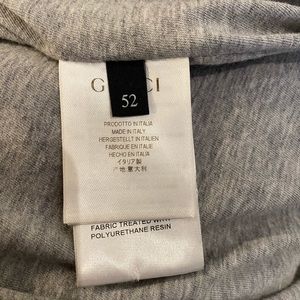 G CI
52
PRODOTTO IN ITALIA
MADE IN ITALY
HERGESTELLT IN ITALIEN
FABRIQUE EN ITALIE
HECHO EN ITALIA
イタリア製
产地意大利
FABRIC TREATED WITH
POLYURETHANE RESIN